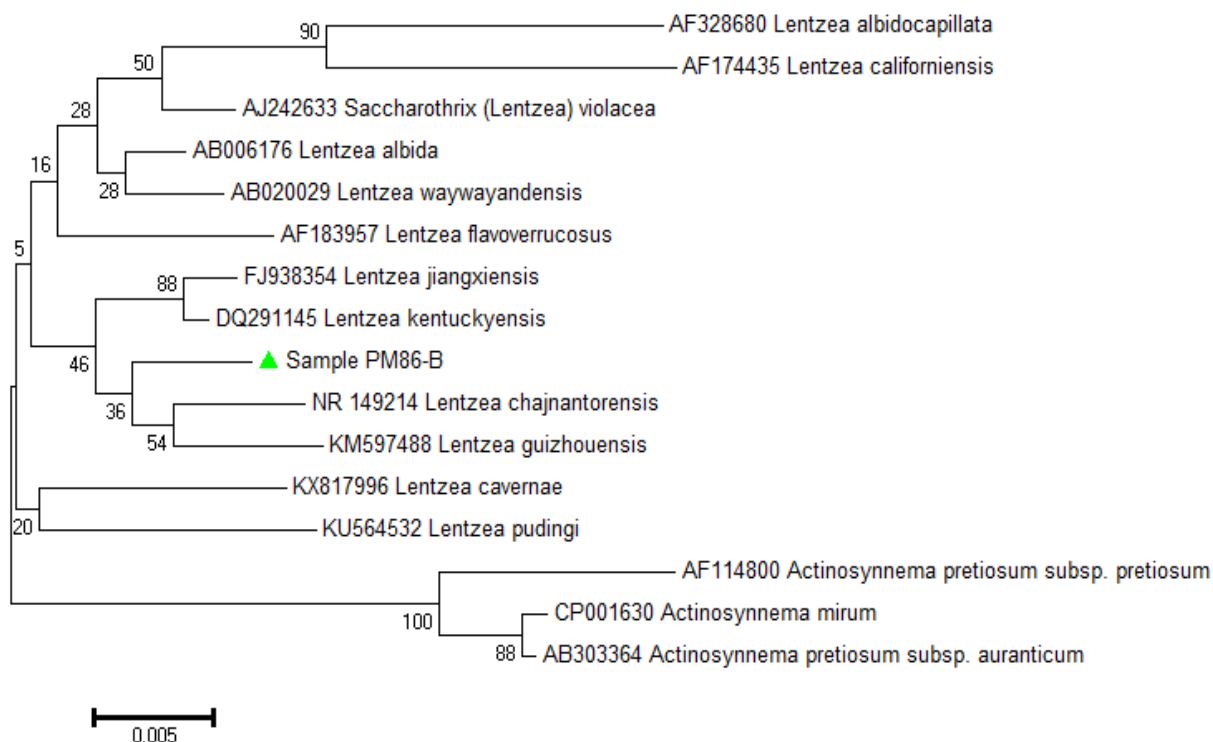 AF328680 Lentzea albidocapillata
90
AF174435 Lentzea californiensis
50
AJ242633 Saccharothrix (Lentzea) violacea
28
AB006176 Lentzea albida
16
28
AB020029 Lentzea waywayandensis
AF183957 Lentzea flavoverrucosus
5
FJ938354 Lentzea jiangxiensis
88
DQ291145 Lentzea kentuckyensis
46
Sample PM86-B
36
NR 149214 Lentzea chajnantorensis
54
KM597488 Lentzea guizhouensis
KX817996 Lentzea cavernae
20
KU564532 Lentzea pudingi
AF114800 Actinosynnema pretiosum subsp. pretiosum
100
CP001630 Actinosynnema mirum
88
AB303364 Actinosynnema pretiosum subsp. auranticum
0.005